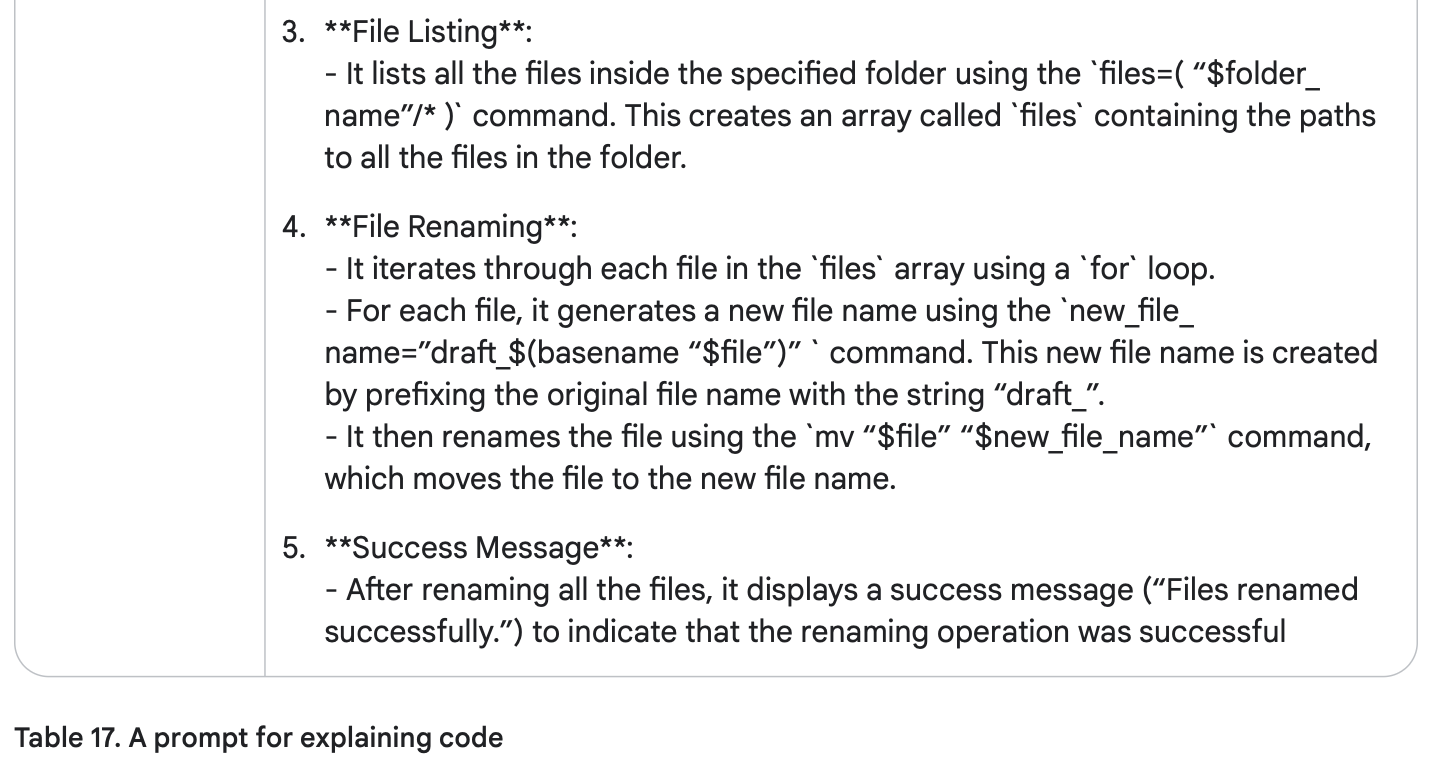 3. **File Listing**:
- It lists all the files inside the specified folder using the `files=( “$folder_
name”/* )` command. This creates an array called `files` containing the paths
to all the files in the folder.
4. **File Renaming**:
- It iterates through each file in the `files` array using a `for` loop.
- For each file, it generates a new file name using the `new_file_
name=”draft_$(basename “$file”)” ` command. This new file name is created
by prefixing the original file name with the string “draft_”.
- It then renames the file using the `mv “$file” “$new_file_name”` command,
which moves the file to the new file name.
5. **Success Message**:
- After renaming all the files, it displays a success message (“Files renamed
successfully.”) to indicate that the renaming operation was successful
Table 17. A prompt for explaining code